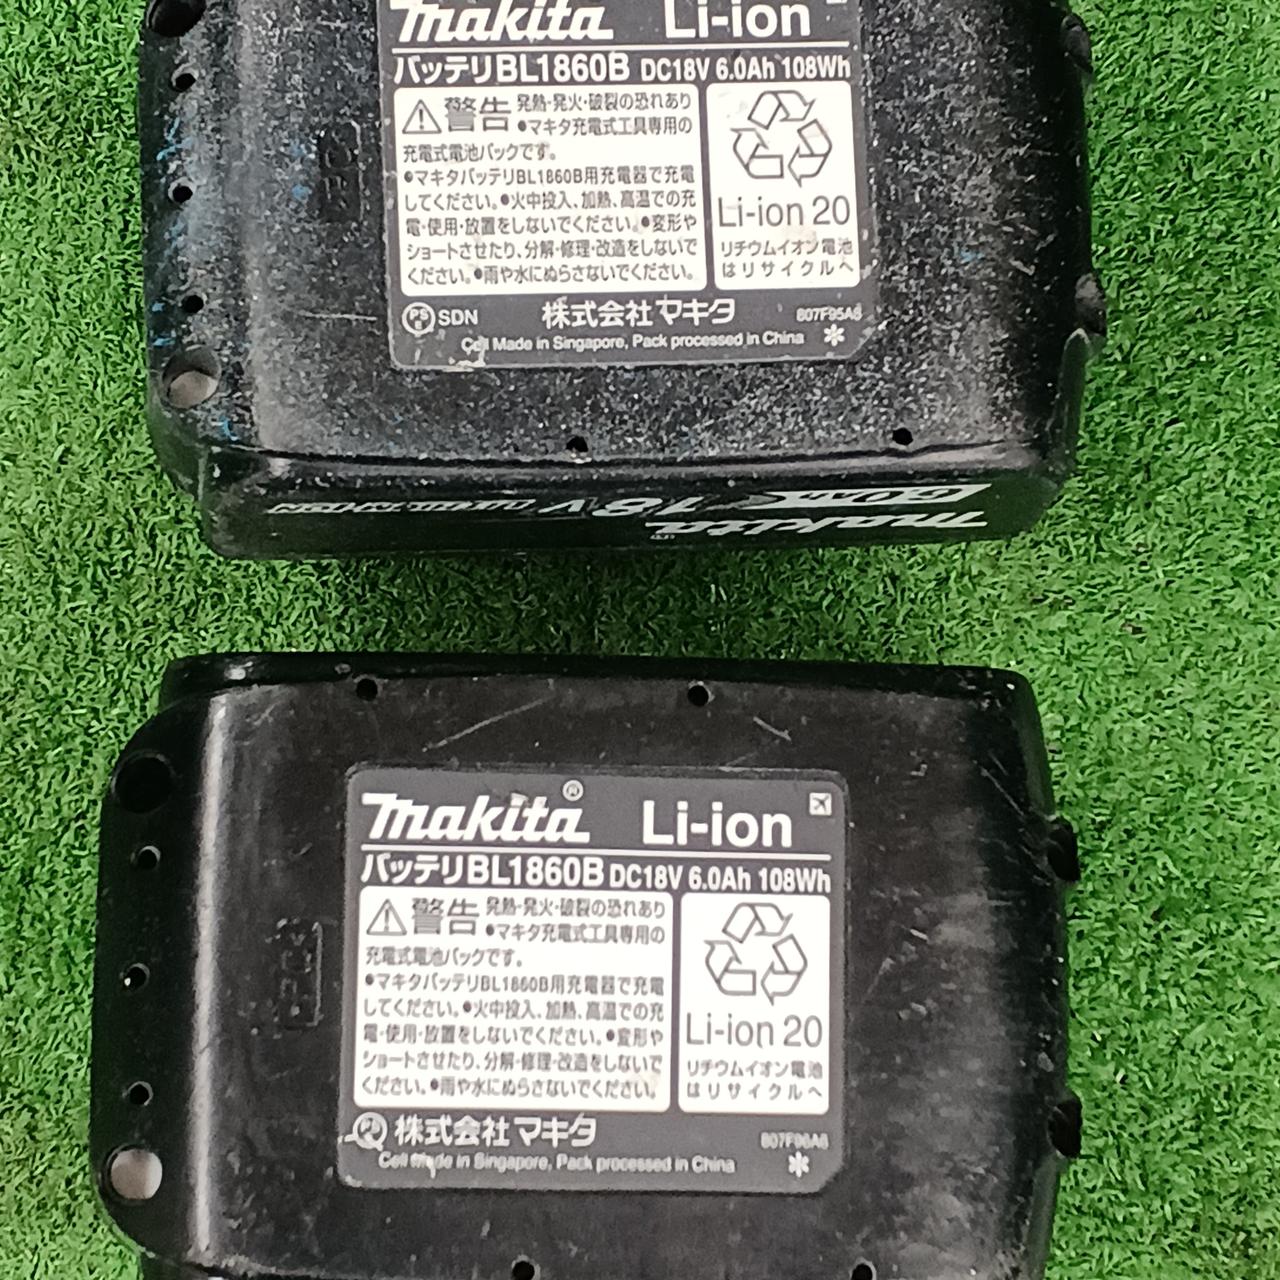 makita Li-ion
バッテリBL1860B DC18V 6.0Ah 108Wh
警告 発熱・発火・破裂の恐れあり
●マキタ充電式工具専用の
充電式電池パックです。
●マキタバッテリBL1860B用充電器で充電
してください。●火中投入、加熱、高温での充
電・使用・放置をしないでください。●変形や
ショートさせたり、分解・修理・改造をしないで
ください。●雨や水にぬらさないでください。
Li-ion 20
リチウムイオン電池
はリサイクルへ
PS E SDN 株式会社マキタ 807F95A8
Cell Made in Singapore, Pack processed in China *
6.0Ah 18V LITHIUM-ION
makita
makita® Li-ion
バッテリBL1860B DC18V 6.0Ah 108Wh
警告 発熱・発火・破裂の恐れあり
●マキタ充電式工具専用の
充電式電池パックです。
●マキタバッテリBL1860B用充電器で充電
してください。●火中投入、加熱、高温での充
電・使用・放置をしないでください。●変形や
ショートさせたり、分解・修理・改造をしないで
ください。●雨や水にぬらさないでください。
Li-ion 20
リチウムイオン電池
はリサイクルへ
株式会社マキタ
Cell Made in Singapore, Pack processed in China *